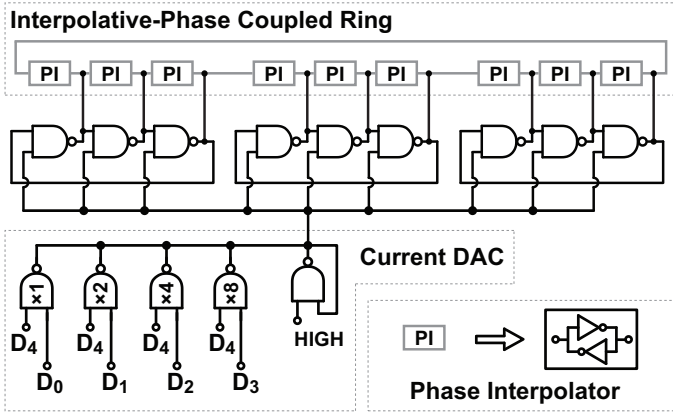 Interpolative-Phase Coupled Ring
PI PI PI PI PI PI PI PI PI
Current DAC
×1 ×2 ×4 ×8
D₄ D₄ D₄ D₄ HIGH
D₀ D₁ D₂ D₃
PI
Phase Interpolator